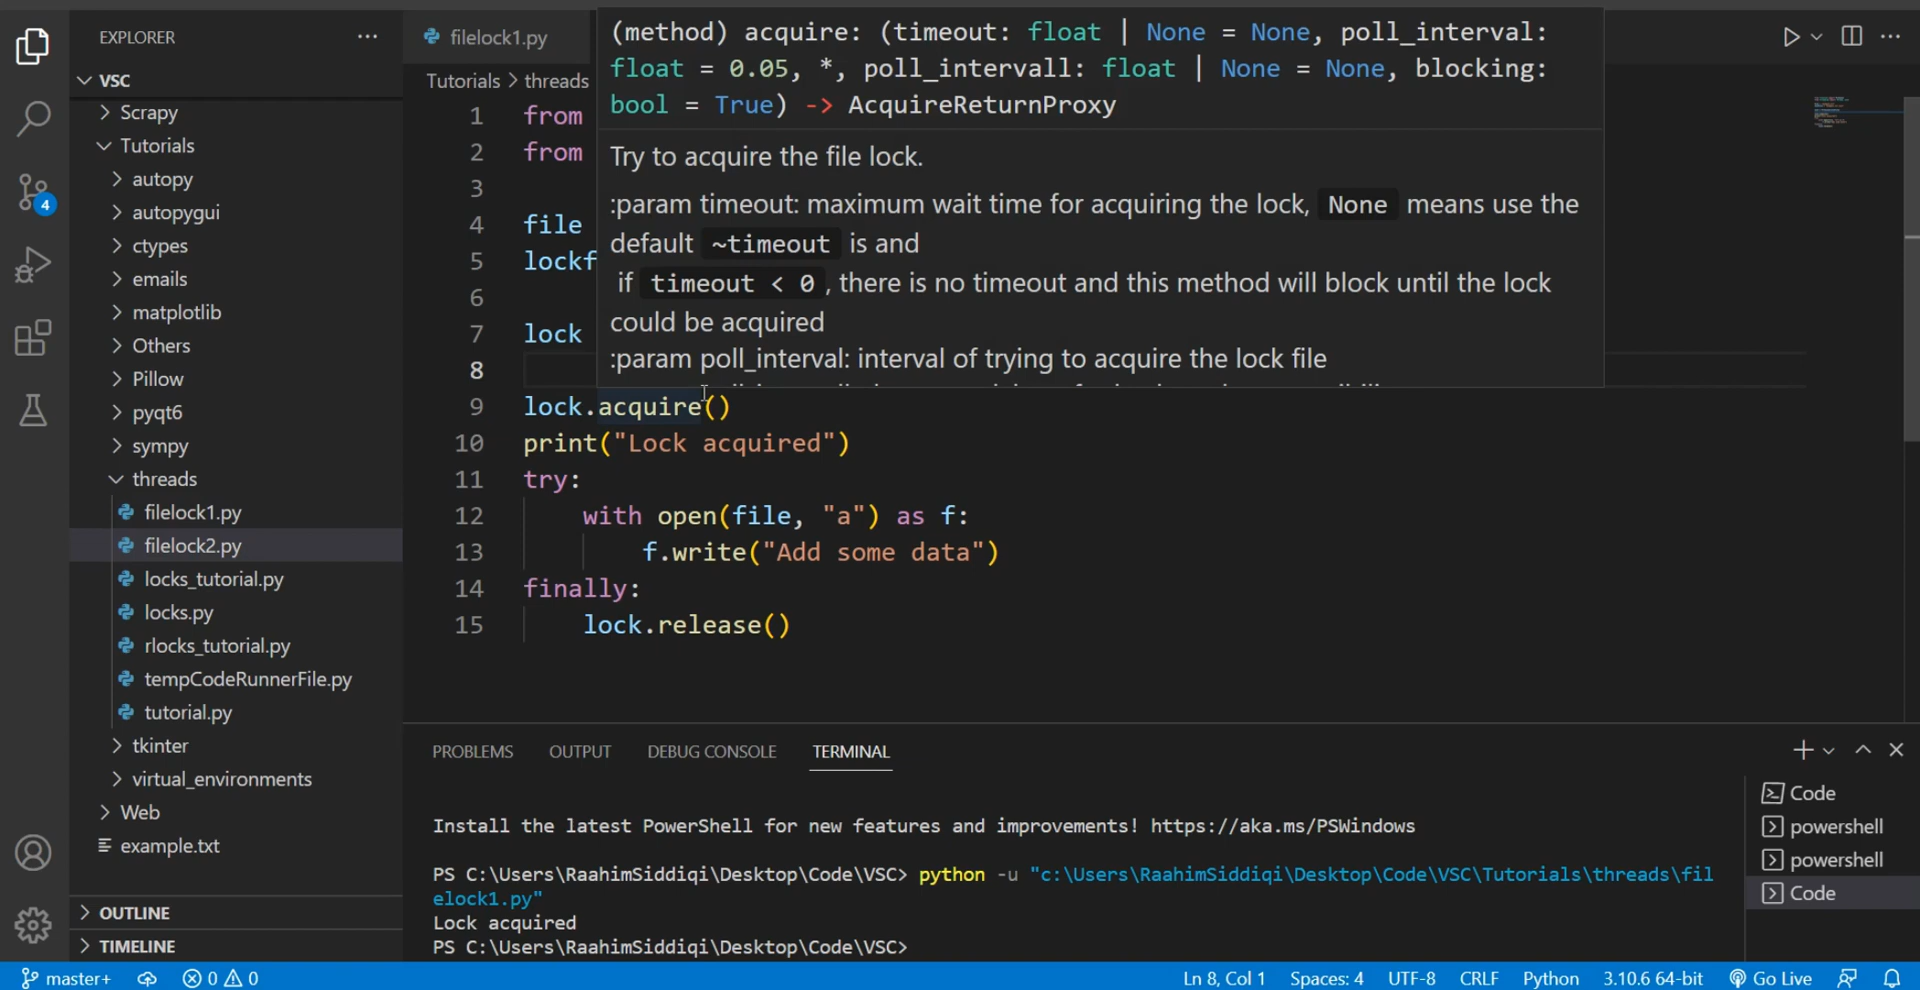 EXPLORER
VSC
Scrapy
Tutorials
autopy
autopygui
ctypes
emails
matplotlib
Others
Pillow
pyqt6
sympy
threads
filelock1.py
filelock2.py
locks_tutorial.py
locks.py
rlocks_tutorial.py
tempCodeRunnerFile.py
tutorial.py
tkinter
virtual_environments
Web
example.txt
OUTLINE
TIMELINE
4
filelock1.py
Tutorials > threads
(method) acquire: (timeout: float | None = None, poll_interval:
float = 0.05, *, poll_intervall: float | None = None, blocking:
bool = True) -> AcquireReturnProxy
Try to acquire the file lock.
:param timeout: maximum wait time for acquiring the lock, None means use the
default ~timeout is and
if timeout < 0, there is no timeout and this method will block until the lock
could be acquired
:param poll_interval: interval of trying to acquire the lock file
1 from
2 from
3
4 file
5 lockf
6
7 lock
8
9 lock.acquire()
10 print("Lock acquired")
11 try:
12 with open(file, "a") as f:
13 f.write("Add some data")
14 finally:
15 lock.release()
PROBLEMS OUTPUT DEBUG CONSOLE TERMINAL
Install the latest PowerShell for new features and improvements! https://aka.ms/PSWindows
PS C:\Users\RaahimSiddiqi\Desktop\Code\VSC> python -u "c:\Users\RaahimSiddiqi\Desktop\Code\VSC\Tutorials\threads\fil
elock1.py"
Lock acquired
PS C:\Users\RaahimSiddiqi\Desktop\Code\VSC>
Code
powershell
powershell
Code
master+ 0 0 Ln 8, Col 1 Spaces: 4 UTF-8 CRLF Python 3.10.6 64-bit Go Live